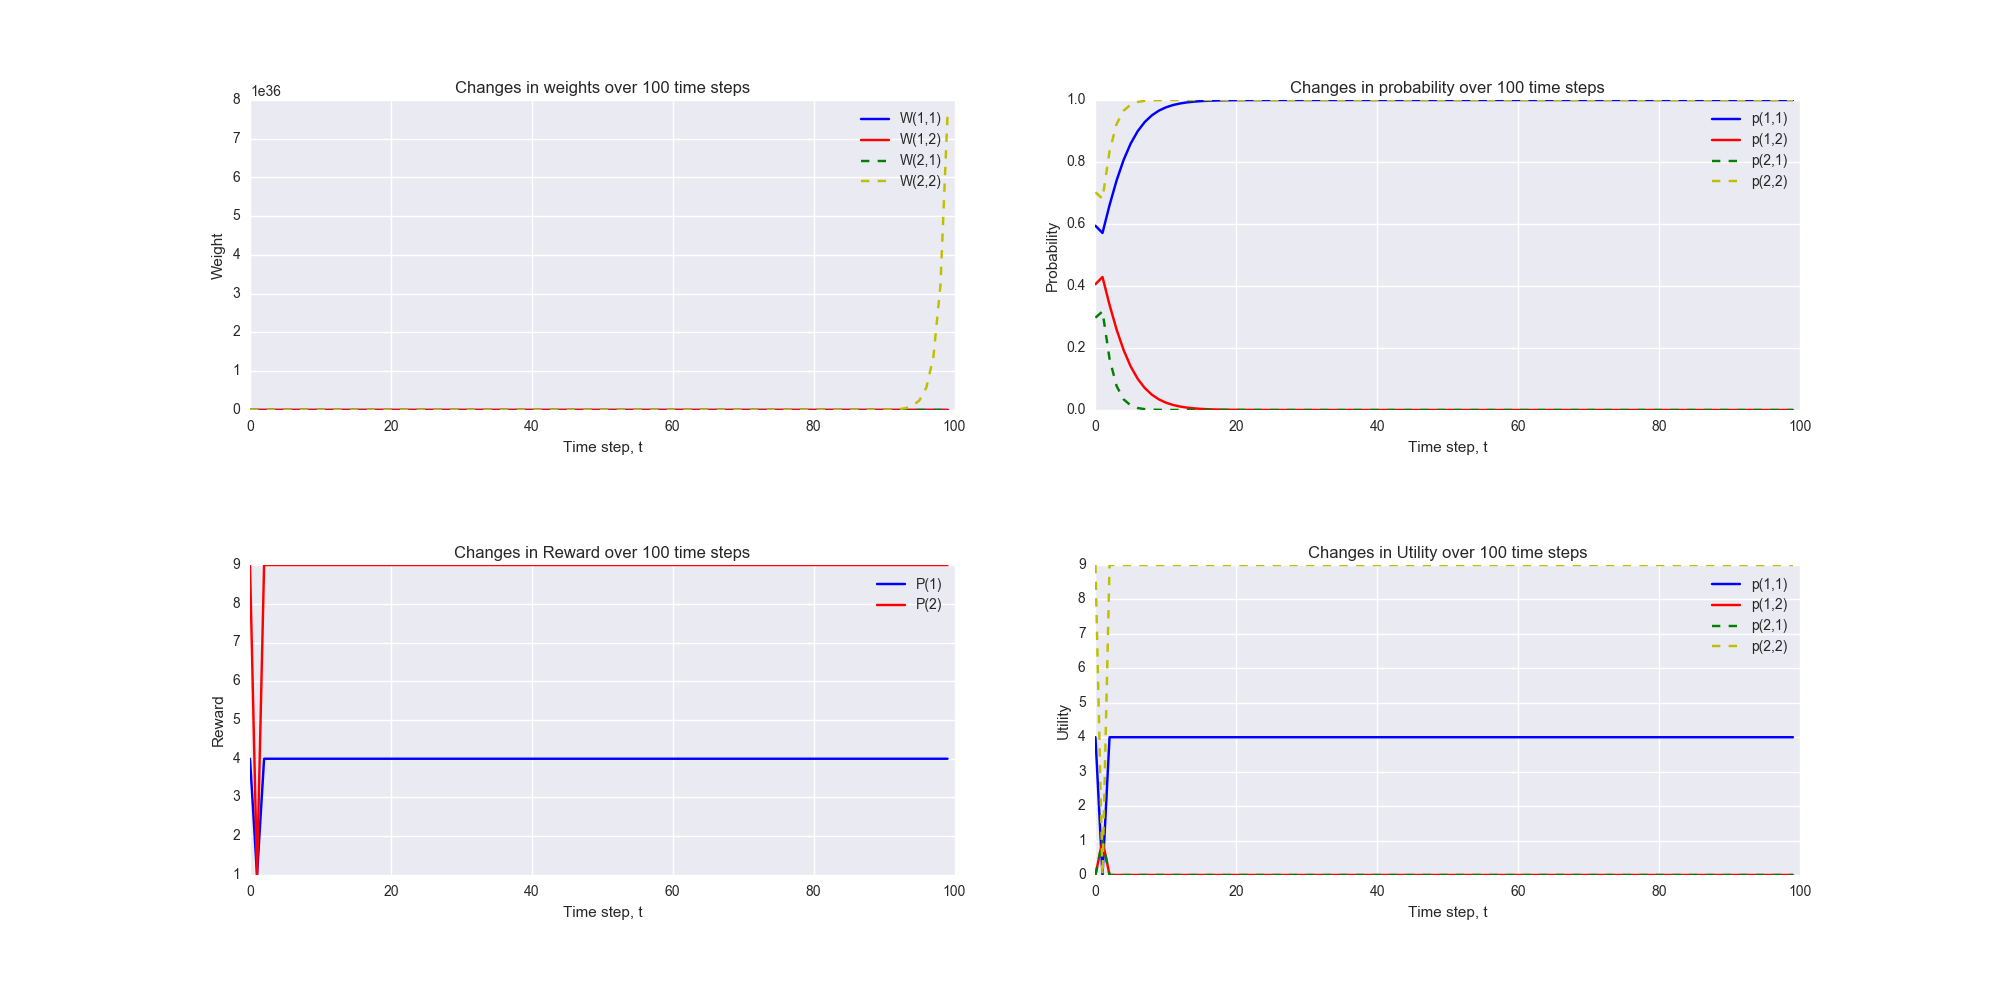 Changes in weights over 100 time steps
1e36
8
7
6
5
4
3
2
1
0
Weight
W(1,1)
W(1,2)
W(2,1)
W(2,2)
0 20 40 60 80 100
Time step, t
Changes in probability over 100 time steps
1.0
0.8
0.6
0.4
0.2
0.0
Probability
p(1,1)
p(1,2)
p(2,1)
p(2,2)
0 20 40 60 80 100
Time step, t
Changes in Reward over 100 time steps
9
8
7
6
5
4
3
2
1
Reward
P(1)
P(2)
0 20 40 60 80 100
Time step, t
Changes in Utility over 100 time steps
9
8
7
6
5
4
3
2
1
0
Utility
p(1,1)
p(1,2)
p(2,1)
p(2,2)
0 20 40 60 80 100
Time step, t